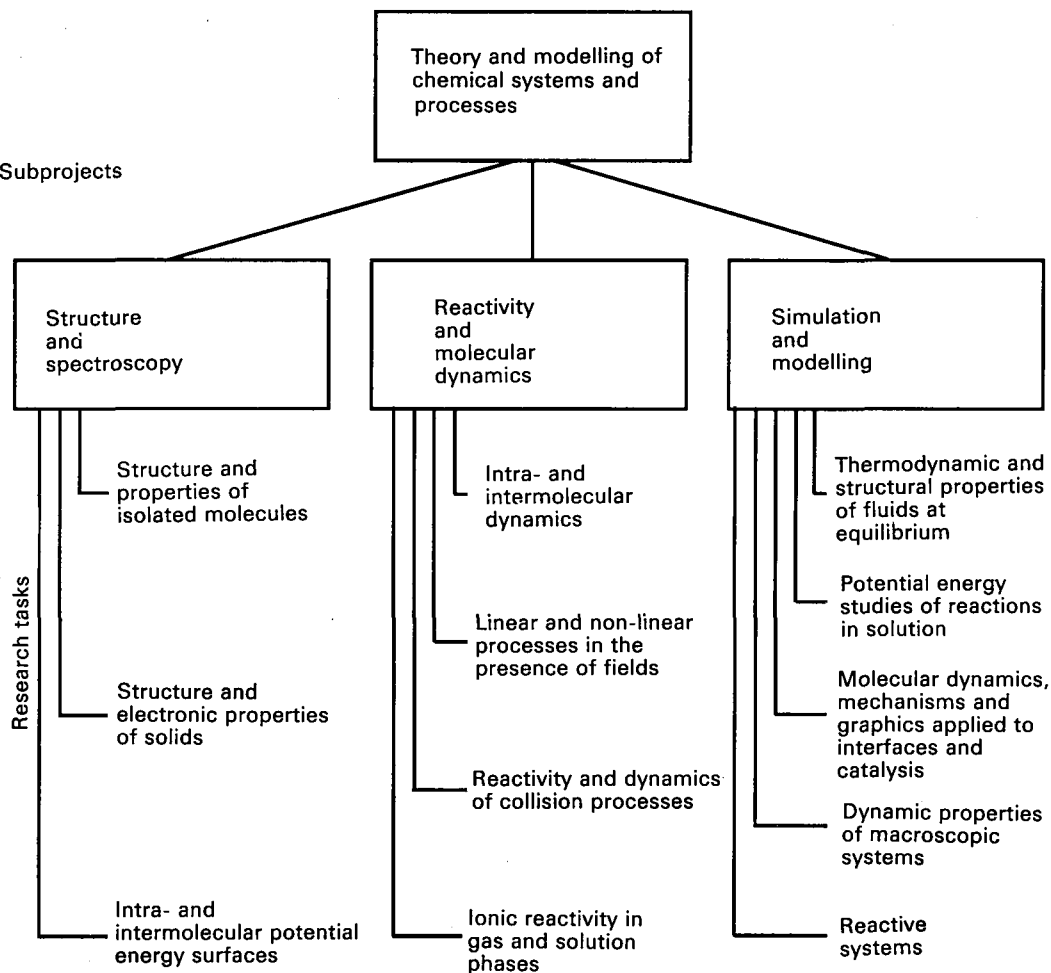 Theory and modelling of
chemical systems and
processes
Subprojects
Structure
and
spectroscopy
Reactivity
and
molecular
dynamics
Simulation
and
modelling
Research tasks
Structure and
properties of
isolated molecules
Structure and
electronic properties
of solids
Intra- and
intermolecular potential
energy surfaces
Intra- and
intermolecular
dynamics
Linear and non-linear
processes in the
presence of fields
Reactivity and dynamics
of collision processes
Ionic reactivity in
gas and solution
phases
Thermodynamic and
structural properties
of fluids at
equilibrium
Potential energy
studies of reactions
in solution
Molecular dynamics,
mechanisms and
graphics applied to
interfaces and
catalysis
Dynamic properties
of macroscopic
systems
Reactive
systems